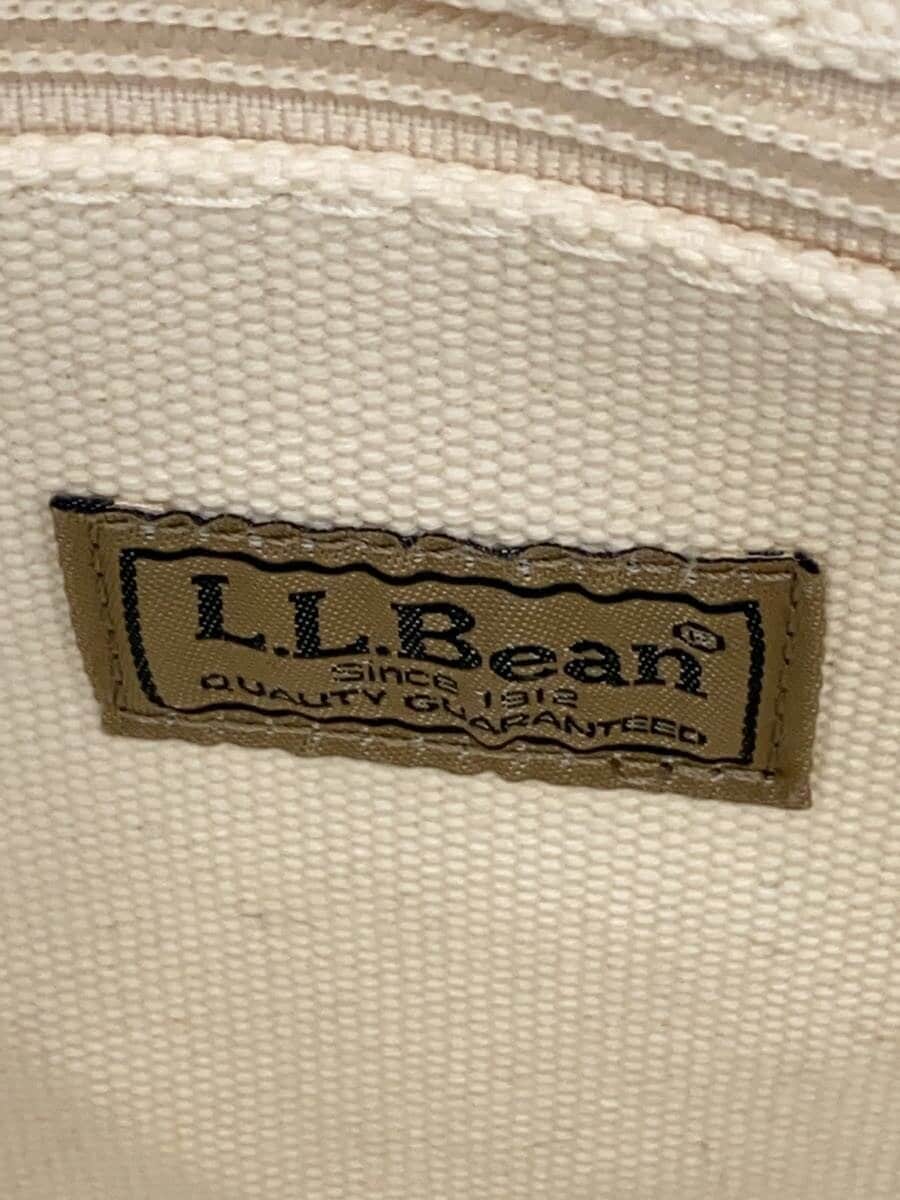 L.L.Bean®
SINCE 1912
QUALITY GUARANTEED